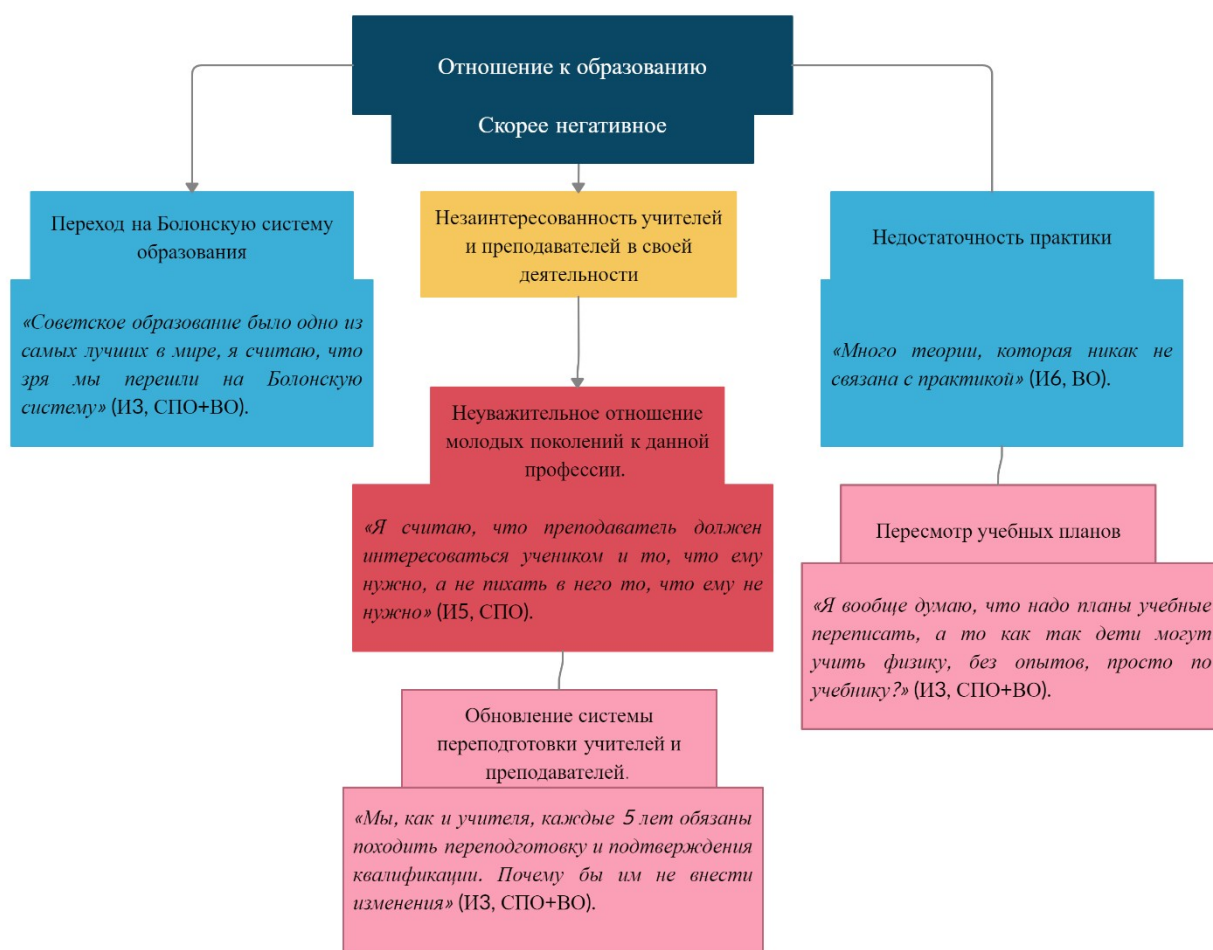 Отношение к образованию
Скорее негативное
Переход на Болонскую систему
образования
«Советское образование было одно из
самых лучших в мире, я считаю, что
зря мы перешли на Болонскую
систему» (И3, СПО+ВО).
Незаинтересованность учителей
и преподавателей в своей
деятельности
Неуважительное отношение
молодых поколений к данной
профессии.
«Я считаю, что преподаватель должен
интересоваться учеником и то, что ему
нужно, а не пихать в него то, что ему не
нужно» (И5, СПО).
Обновление системы
переподготовки учителей и
преподавателей.
«Мы, как и учителя, каждые 5 лет обязаны
походить переподготовку и подтверждения
квалификации. Почему бы им не внести
изменения» (И3, СПО+ВО).
Недостаточность практики
«Много теории, которая никак не
связана с практикой» (И6, ВО).
Пересмотр учебных планов
«Я вообще думаю, что надо планы учебные
переписать, а то как так дети могут
учить физику, без опытов, просто по
учебнику?» (И3, СПО+ВО).